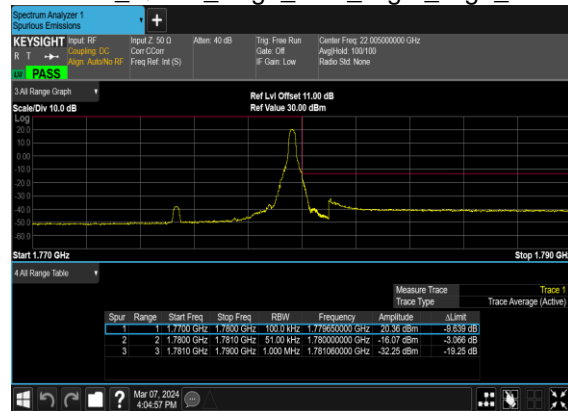 Spectrum Analyzer 1
Spurious Emissions
KEYSIGHT Input: RF
R T Coupling: DC
Align: Auto/No RF
LXI PASS
Input Z: 50 Ω
Corr CCorr
Freq Ref: Int (S)
Atten: 40 dB
Trig: Free Run
Gate: Off
IF Gain: Low
Center Freq: 22.005000000 GHz
Avg|Hold: 100/100
Radio Std: None
3 All Range Graph
Scale/Div 10.0 dB
Ref Lvl Offset 11.00 dB
Ref Value 30.00 dBm
Log
20.0
10.0
0.00
-10.0
-20.0
-30.0
-40.0
-50.0
-60.0
Start 1.770 GHz
Stop 1.790 GH
4 All Range Table
Measure Trace Trace 1
Trace Type Trace Average (Active)
Spur Range Start Freq Stop Freq RBW Frequency Amplitude ΔLimit
1 1 1.7700 GHz 1.7800 GHz 100.0 kHz 1.779650000 GHz 20.36 dBm -9.639 dB
2 2 1.7800 GHz 1.7810 GHz 51.00 kHz 1.780000000 GHz -16.07 dBm -3.066 dB
3 3 1.7810 GHz 1.7900 GHz 1.000 MHz 1.781060000 GHz -32.25 dBm -19.25 dB
?
Mar 07, 2024
4:04:57 PM